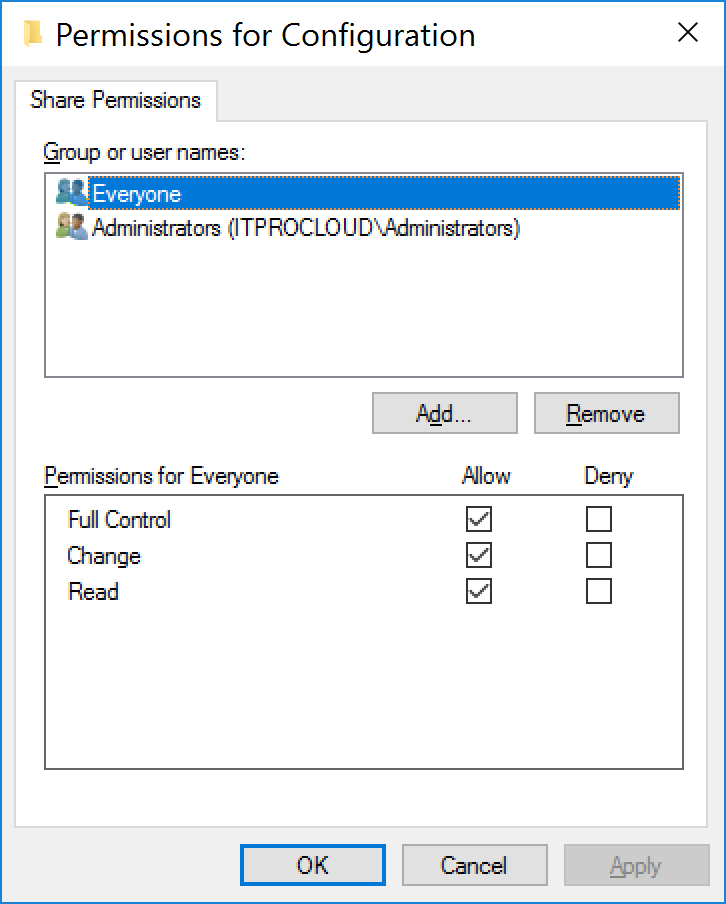 Permissions for Configuration
Share Permissions
Group or user names:
Everyone
Administrators (ITPROCLOUD\Administrators)
Add... Remove
Permissions for Everyone Allow Deny
Full Control
Change
Read
OK Cancel Apply